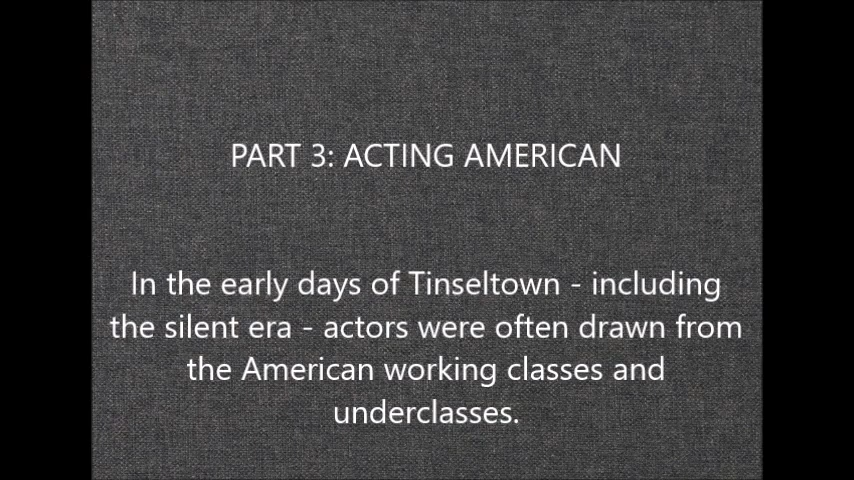 PART 3: ACTING AMERICAN
In the early days of Tinseltown - including
the silent era - actors were often drawn from
the American working classes and
underclasses.